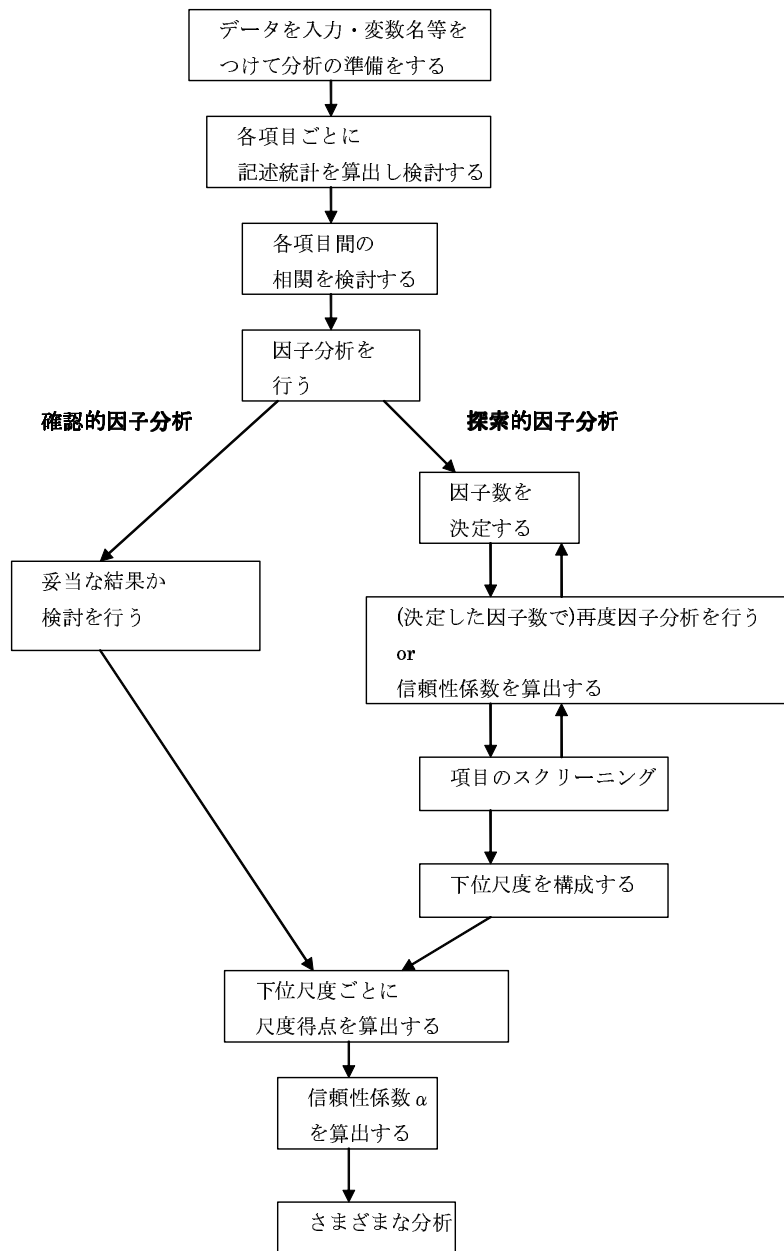 データを入力・変数名等を
つけて分析の準備をする
各項目ごとに
記述統計を算出し検討する
各項目間の
相関を検討する
因子分析を
行う
確認的因子分析
探索的因子分析
因子数を
決定する
妥当な結果か
検討を行う
(決定した因子数で)再度因子分析を行う
or
信頼性係数を算出する
項目のスクリーニング
下位尺度を構成する
下位尺度ごとに
尺度得点を算出する
信頼性係数α
を算出する
さまざまな分析